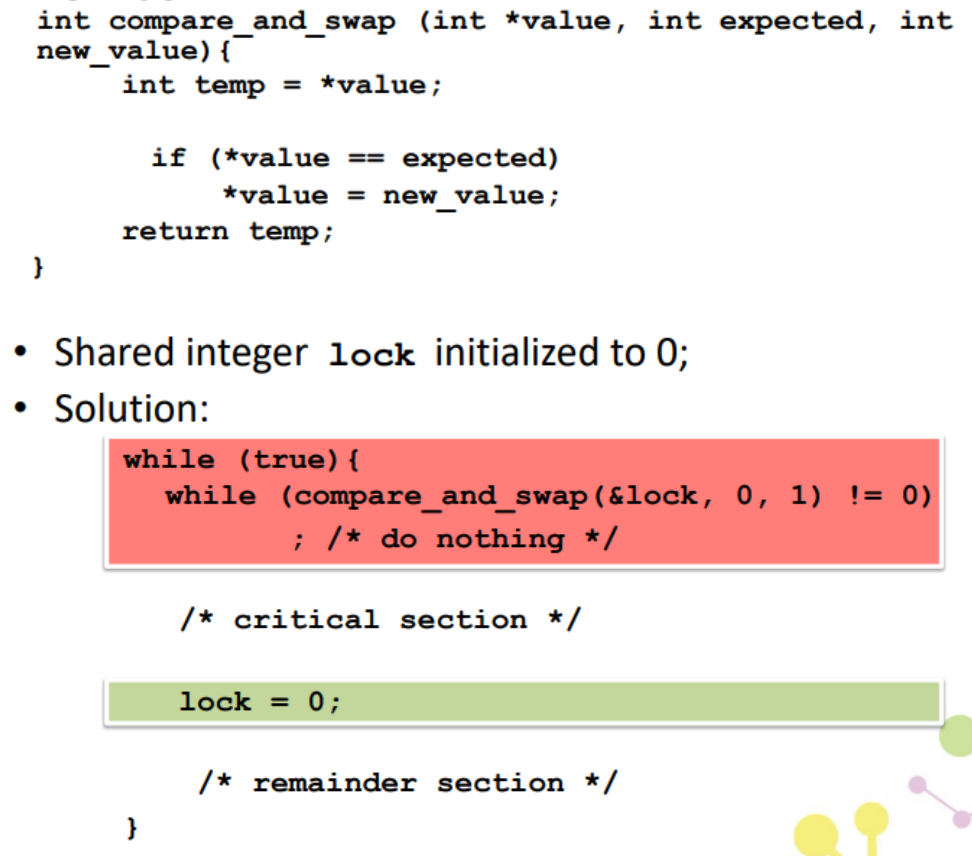 int compare_and_swap (int *value, int expected, int
new_value){
int temp = *value;
if (*value == expected)
*value = new_value;
return temp;
}
• Shared integer lock initialized to 0;
• Solution:
while (true){
while (compare_and_swap(&lock, 0, 1) != 0)
; /* do nothing */
/* critical section */
lock = 0;
/* remainder section */
}